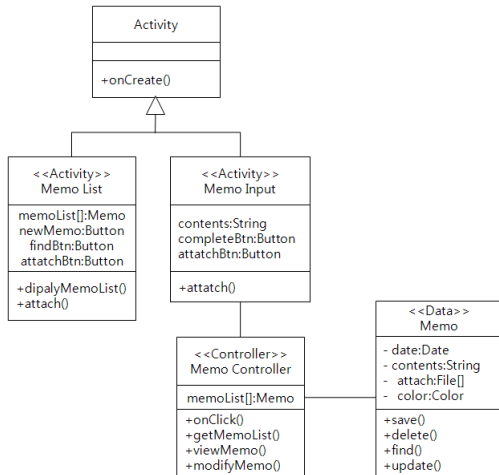 Activity
+onCreate()
<<Activity>>
Memo List
memoList[]:Memo
newMemo:Button
findBtn:Button
attatchBtn:Button
+dipalyMemoList()
+attach()
<<Activity>>
Memo Input
contents:String
completeBtn:Button
attatchBtn:Button
+attatch()
<<Controller>>
Memo Controller
memoList[]:Memo
+onClick()
+getMemoList()
+viewMemo()
+modifyMemo()
<<Data>>
Memo
- date:Date
- contents:String
- attach:File[]
- color:Color
+save()
+delete()
+find()
+update()